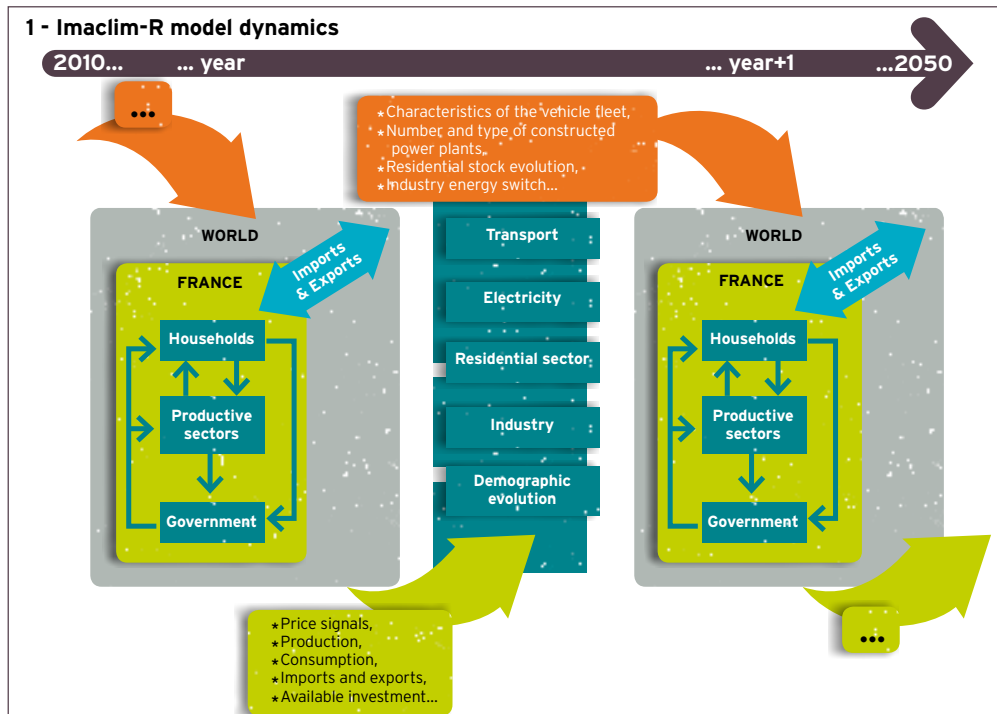 1 - Imaclim-R model dynamics
2010...
... year
... year+1
...2050
...
*Characteristics of the vehicle fleet,
*Number and type of constructed
power plants,
*Residential stock evolution,
*Industry energy switch...
WORLD
Imports
& Exports
FRANCE
Households
Productive
sectors
Government
Transport
Electricity
Residential sector
Industry
Demographic
evolution
WORLD
Imports
& Exports
FRANCE
Households
Productive
sectors
Government
*Price signals,
*Production,
*Consumption,
*Imports and exports,
*Available investment...
...